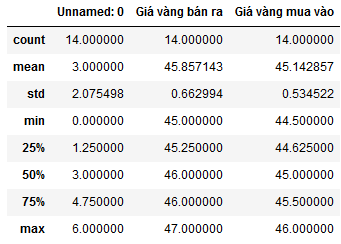 Unnamed: 0 Giá vàng bán ra Giá vàng mua vào
count 14.000000 14.000000 14.000000
mean 3.000000 45.857143 45.142857
std 2.075498 0.662994 0.534522
min 0.000000 45.000000 44.500000
25% 1.250000 45.250000 44.625000
50% 3.000000 46.000000 45.000000
75% 4.750000 46.000000 45.500000
max 6.000000 47.000000 46.000000